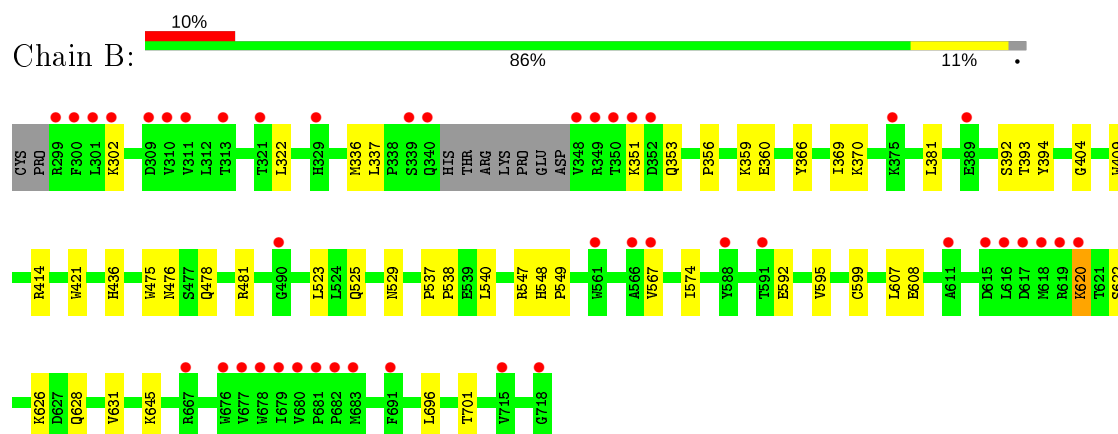 10%
Chain B:
86% 11% •
CYS PRO R299 F300 L301 K302 D309 V310 V311 L312 T313 T321 L322 H329 M336 L337 P338 S339 Q340 HIS THR ARG LYS PRO GLU ASP V348 R349 T350 K351 D352 Q353 P356 K359 E360 Y366 I369 K370 K375 L381 E389 S392 T393 Y394 G404
R414 W421 H436 W475 N476 S477 Q478 R481 G490 L523 L524 Q525 N529 P537 P538 E539 L540 R547 H548 P549 W561 A566 V567 I574 Y588 T591 E592 V595 C599 L607 E608 A611 D615 L616 D617 M618 R619 K620 T621
K626 D627 Q628 V631 K645 R667 W676 V677 W678 I679 V680 P681 P682 M683 F691 L696 T701 V715 G718